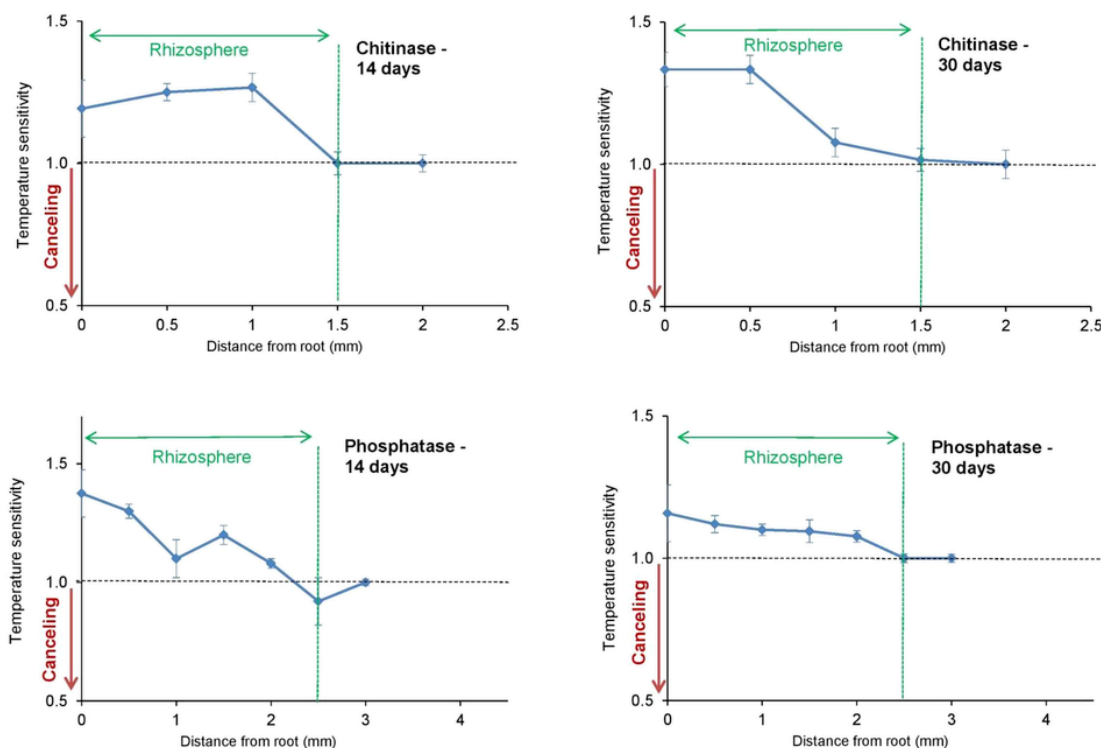 1.5
Rhizosphere
Chitinase -
14 days
Temperature sensitivity
1.0
Canceling
0.5
0 0.5 1 1.5 2 2.5
Distance from root (mm)
1.5
Rhizosphere
Chitinase -
30 days
Temperature sensitivity
1.0
Canceling
0.5
0 0.5 1 1.5 2 2.5
Distance from root (mm)
Rhizosphere
Phosphatase -
14 days
1.5
Temperature sensitivity
1.0
Canceling
0.5
0 1 2 3 4
Distance from root (mm)
1.5
Rhizosphere
Phosphatase -
30 days
Temperature sensitivity
1.0
Canceling
0.5
0 1 2 3 4
Distance from root (mm)